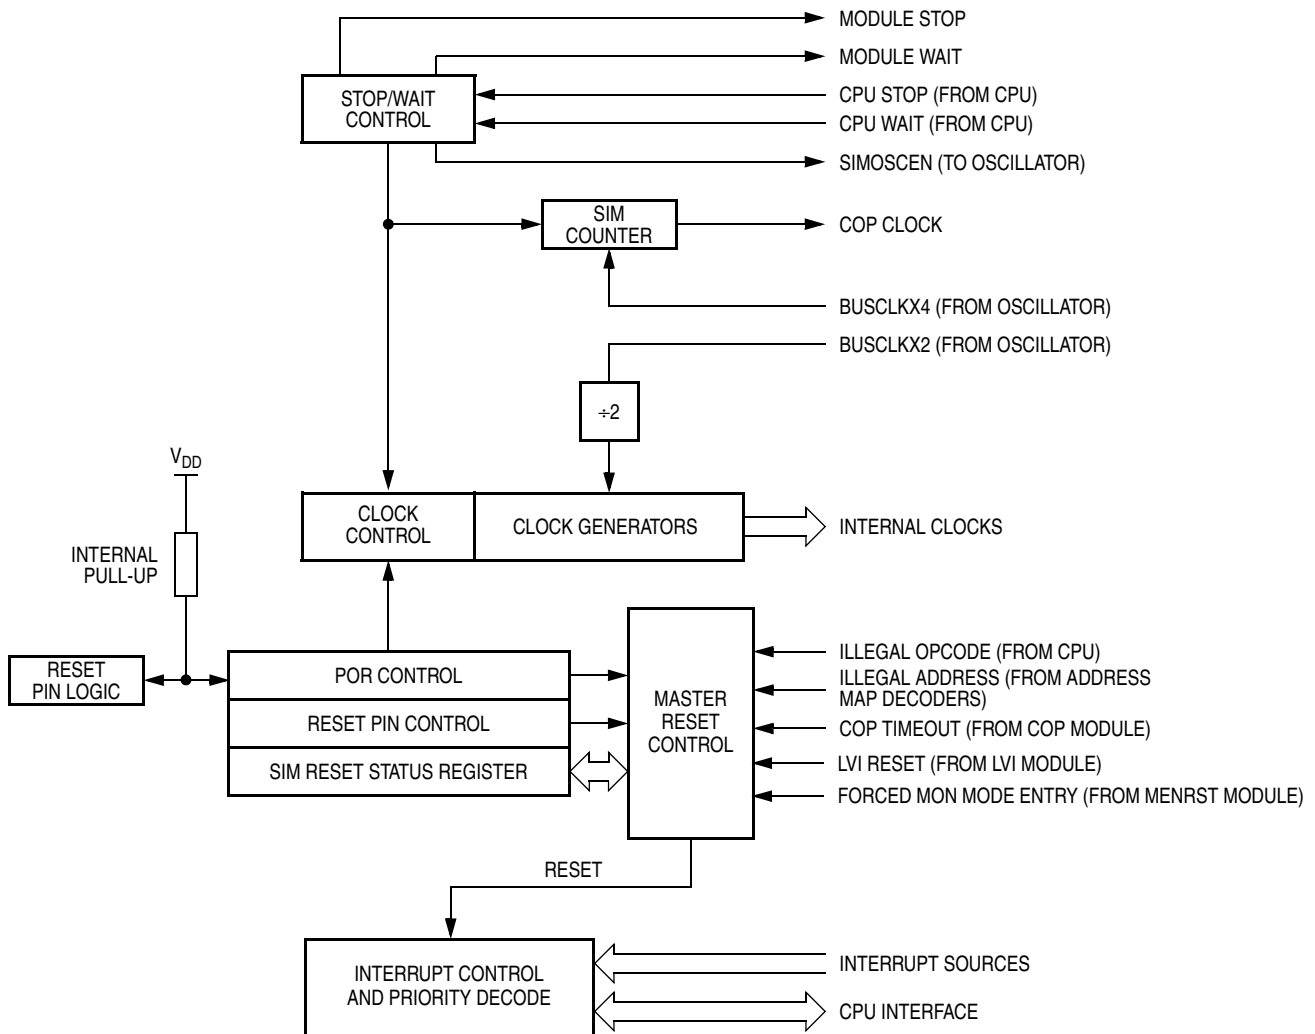 MODULE STOP
MODULE WAIT
STOP/WAIT
CONTROL
CPU STOP (FROM CPU)
CPU WAIT (FROM CPU)
SIMOSCEN (TO OSCILLATOR)
SIM
COUNTER
COP CLOCK
BUSCLKX4 (FROM OSCILLATOR)
BUSCLKX2 (FROM OSCILLATOR)
÷2
VDD
INTERNAL
PULL-UP
CLOCK
CONTROL
CLOCK GENERATORS
INTERNAL CLOCKS
RESET
PIN LOGIC
POR CONTROL
RESET PIN CONTROL
SIM RESET STATUS REGISTER
MASTER
RESET
CONTROL
ILLEGAL OPCODE (FROM CPU)
ILLEGAL ADDRESS (FROM ADDRESS
MAP DECODERS)
COP TIMEOUT (FROM COP MODULE)
LVI RESET (FROM LVI MODULE)
FORCED MON MODE ENTRY (FROM MENRST MODULE)
RESET
INTERRUPT CONTROL
AND PRIORITY DECODE
INTERRUPT SOURCES
CPU INTERFACE